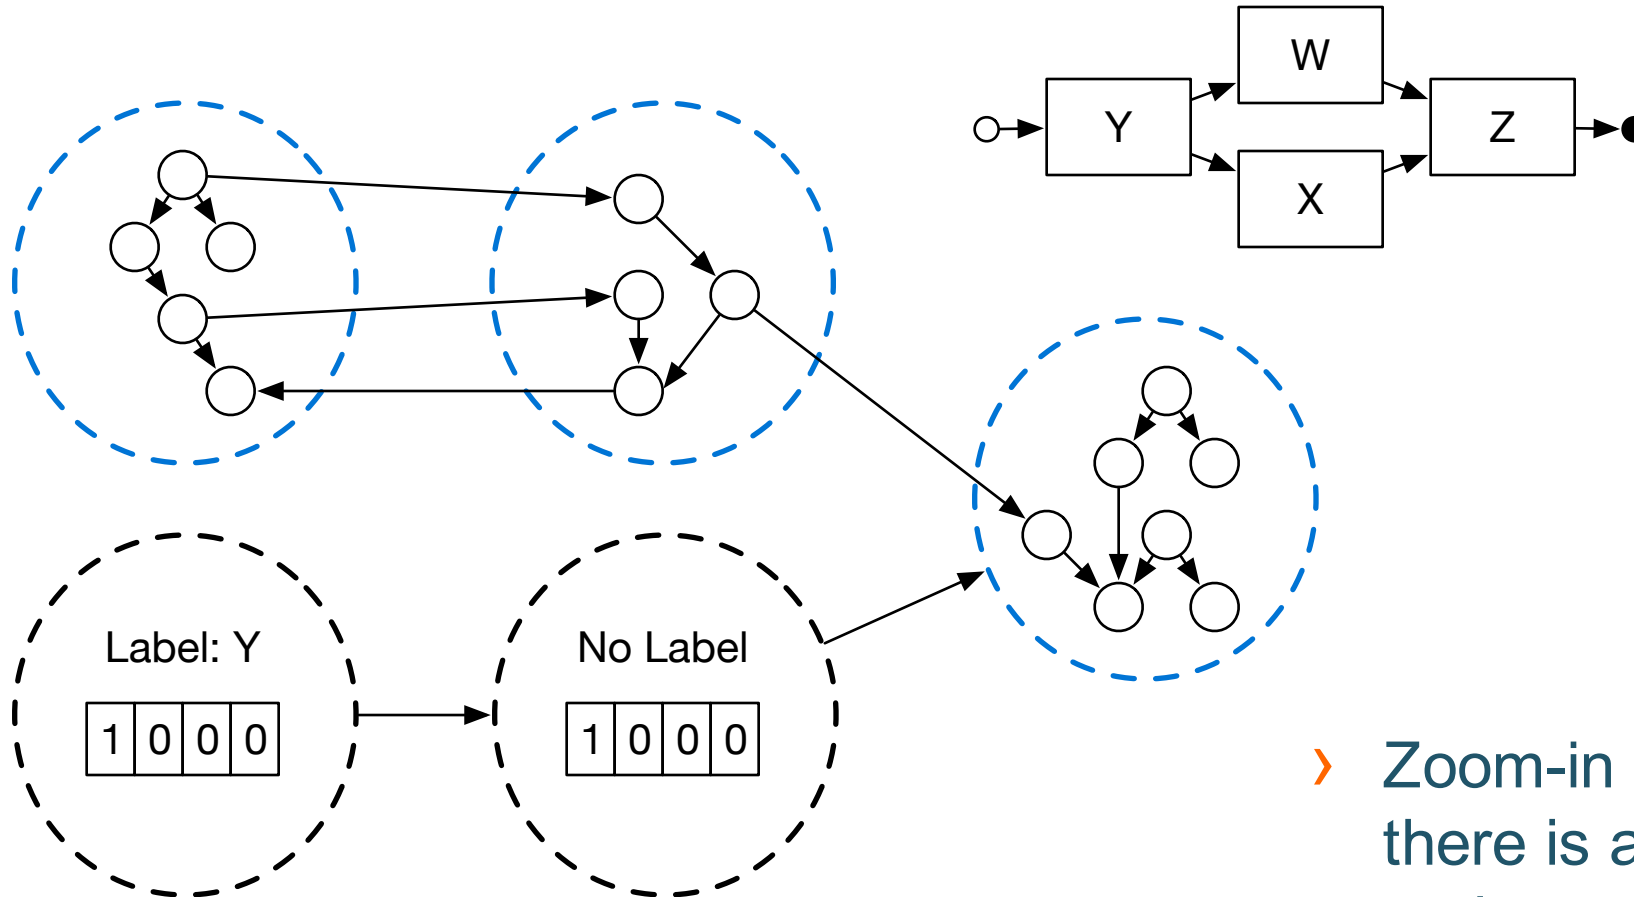 W
Y
Z
X
Label: Y
No Label
1 0 0 0
1 0 0 0
› Zoom-in
there is a